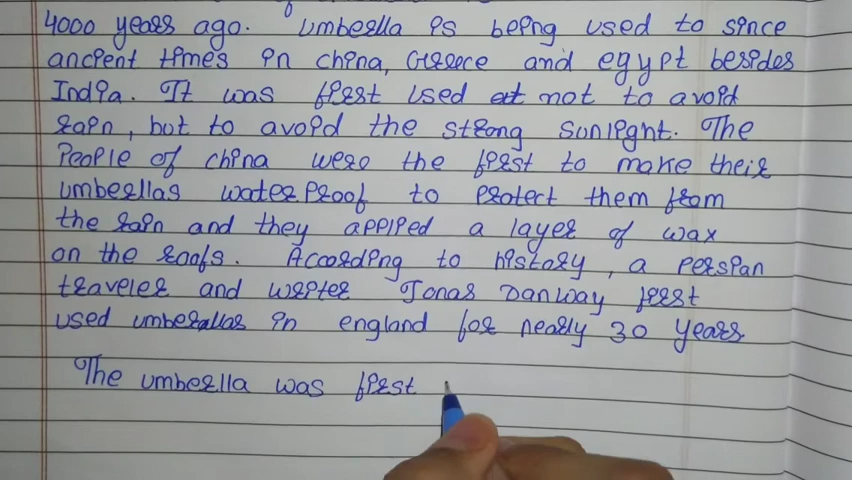 4000 years ago. Umbrella is being used to since
ancient times in china, Greece and egypt besides
India. It was first used at not to avoid
rain, but to avoid the strong sunlight. The
People of china were the first to make their
umbrellas waterproof to protect them from
the rain and they applied a layer of wax
on the roofs. According to history, a persian
traveler and writer Jonas Danway first
used umberallas in england for nearly 30 years
The umberlla was first